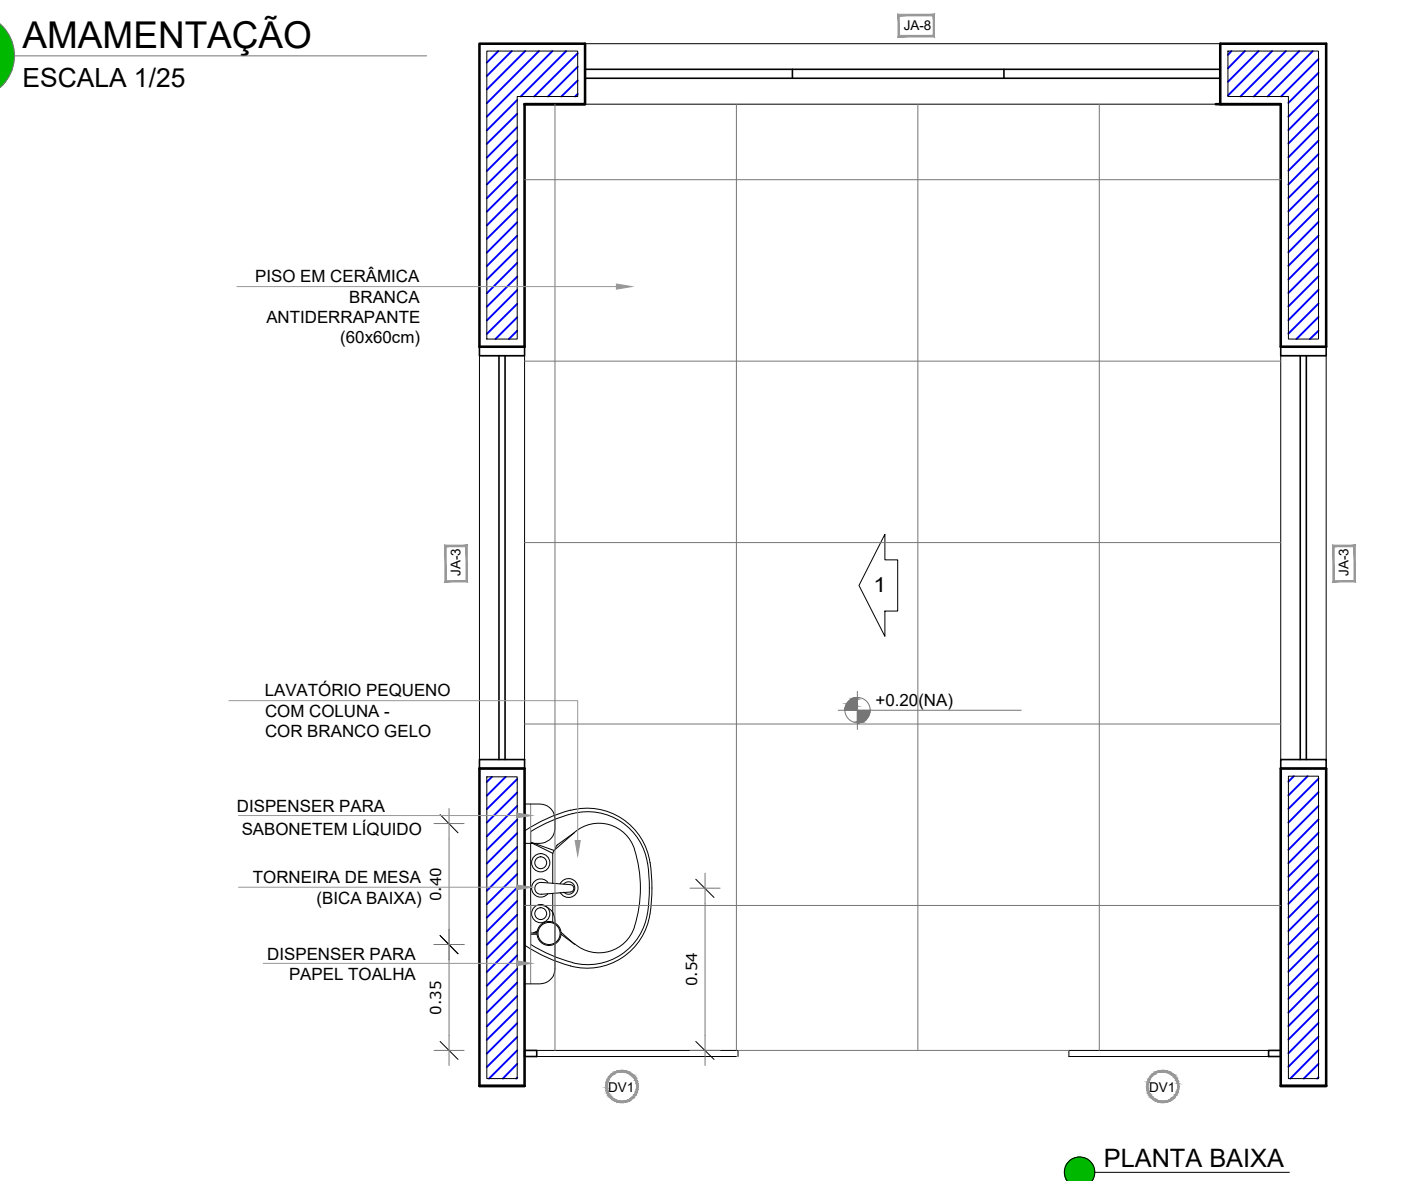 AMAMENTAÇÃO
ESCALA 1/25
JA-8
PISO EM CERÂMICA
BRANCA
ANTIDERRAPANTE
(60x60cm)
JA-3
JA-3
1
LAVATÓRIO PEQUENO
COM COLUNA -
COR BRANCO GELO
+0.20(NA)
DISPENSER PARA
SABONETEM LÍQUIDO
TORNEIRA DE MESA
(BICA BAIXA)
0.40
DISPENSER PARA
PAPEL TOALHA
0.35
0.54
DV1
DV1
PLANTA BAIXA